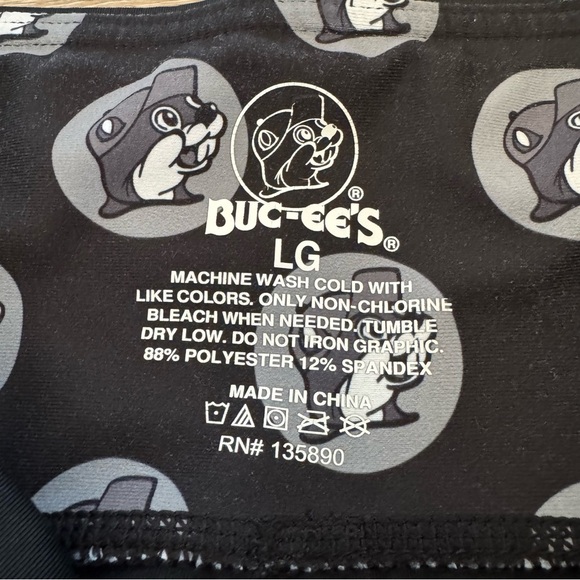 BUC-EE'S®
®
LG
MACHINE WASH COLD WITH
LIKE COLORS. ONLY NON-CHLORINE
BLEACH WHEN NEEDED. TUMBLE
DRY LOW. DO NOT IRON GRAPHIC.
88% POLYESTER 12% SPANDEX
MADE IN CHINA
RN# 135890